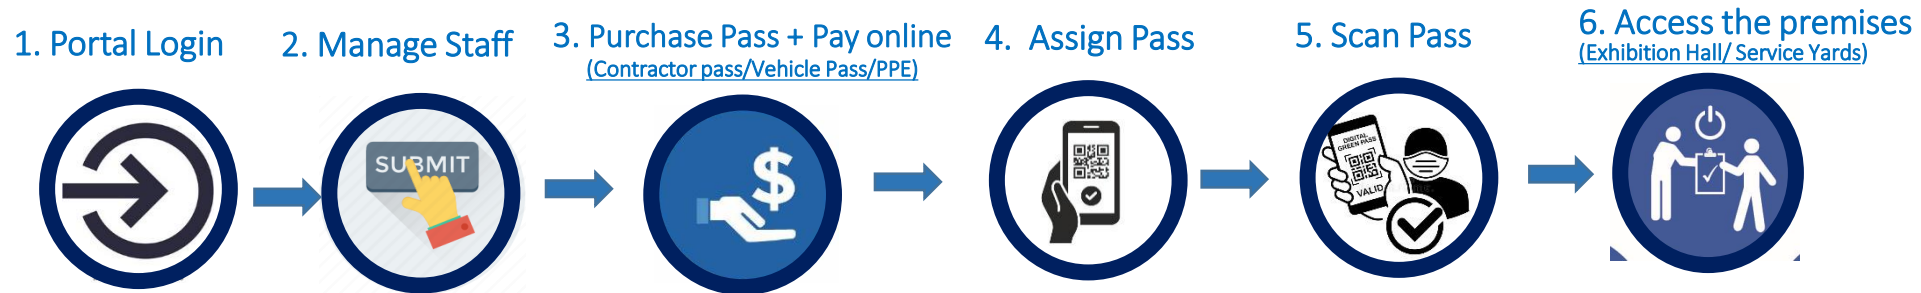 1. Portal Login
2. Manage Staff
3. Purchase Pass + Pay online
(Contractor pass/Vehicle Pass/PPE)
4. Assign Pass
5. Scan Pass
6. Access the premises
(Exhibition Hall/ Service Yards)
SUBMIT
$
DIGITAL
GREEN PASS
VALID